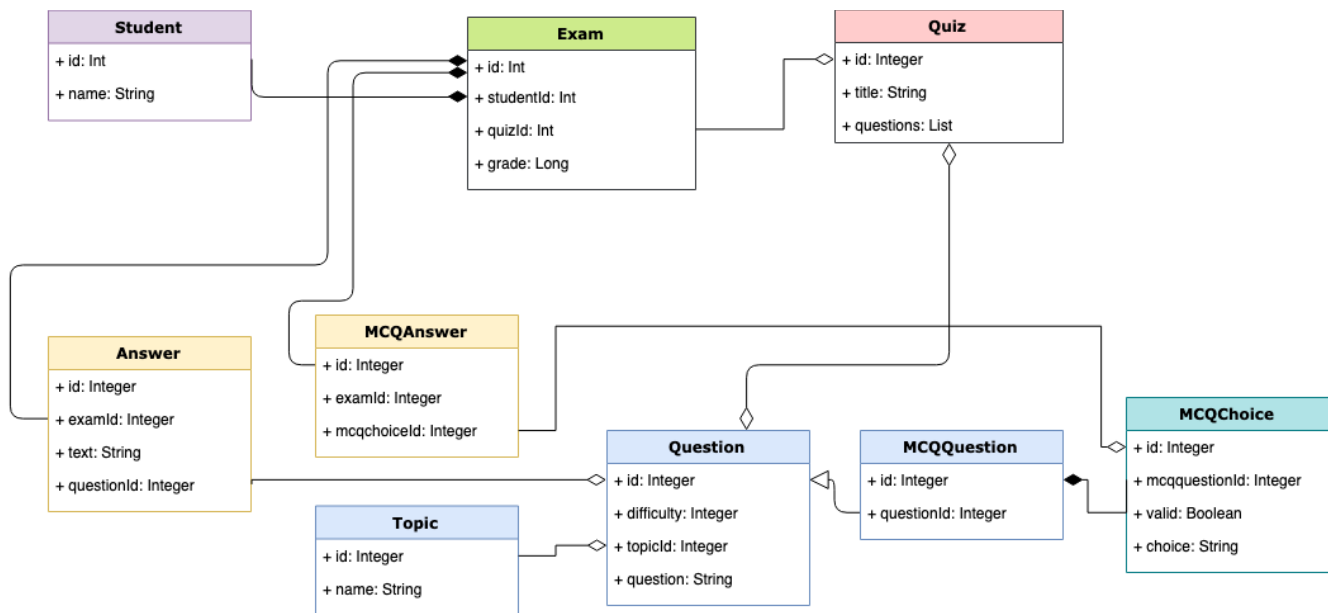 Student
+ id: Int
+ name: String
Exam
+ id: Int
+ studentId: Int
+ quizId: Int
+ grade: Long
Quiz
+ id: Integer
+ title: String
+ questions: List
Answer
+ id: Integer
+ examId: Integer
+ text: String
+ questionId: Integer
MCQAnswer
+ id: Integer
+ examId: Integer
+ mcqchoiceId: Integer
Topic
+ id: Integer
+ name: String
Question
+ id: Integer
+ difficulty: Integer
+ topicId: Integer
+ question: String
MCQQuestion
+ id: Integer
+ questionId: Integer
MCQChoice
+ id: Integer
+ mcqquestionId: Integer
+ valid: Boolean
+ choice: String